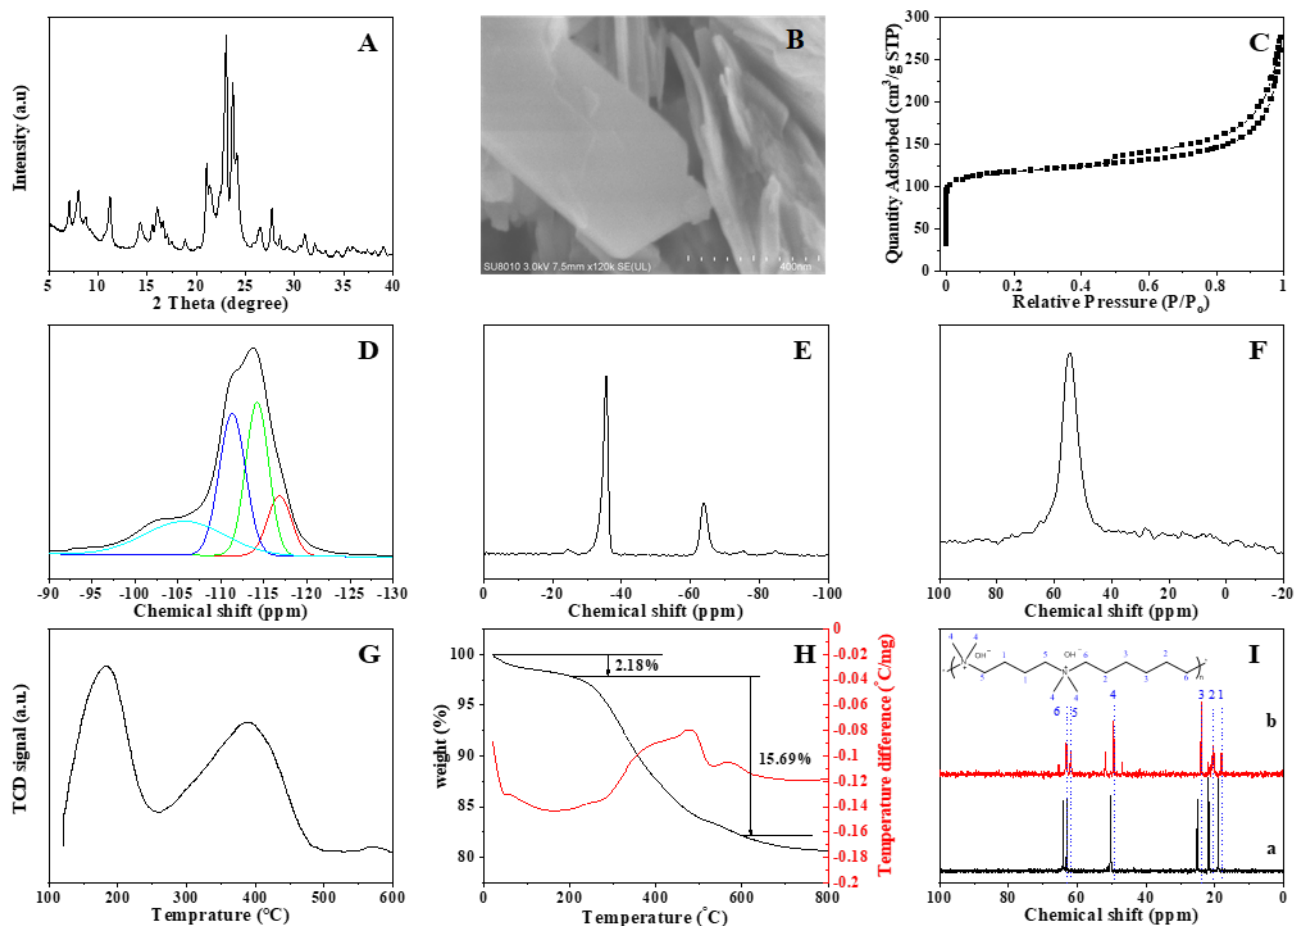 A
Intensity (a.u)
5 10 15 20 25 30 35 40
2 Theta (degree)
B
SU8010 3.0kV 7.5mm x120k SE(UL)
400nm
C
Quantity Adsorbed (cm³/g STP)
300
250
200
150
100
50
0
0 0.2 0.4 0.6 0.8 1
Relative Pressure (P/P₀)
D
-90 -95 -100 -105 -110 -115 -120 -125 -130
Chemical shift (ppm)
E
0 -20 -40 -60 -80 -100
Chemical shift (ppm)
F
100 80 60 40 20 0 -20
Chemical shift (ppm)
G
TCD signal (a.u.)
100 200 300 400 500 600
Temprature (℃)
H
weight (%)
100
95
90
85
80
2.18%
15.69%
0
-0.02
-0.04
-0.06
-0.08
-0.1
-0.12
-0.14
-0.16
-0.18
-0.2
Temperature difference (°C/mg)
0 200 400 600 800
Temperature (°C)
I
4 4
N+ OH⁻ 1 5 OH⁻ 6 3 2
5 1 N+ 2 3 6 n
4 4
6 5 4 3 2 1
b
a
100 80 60 40 20 0
Chemical shift (ppm)